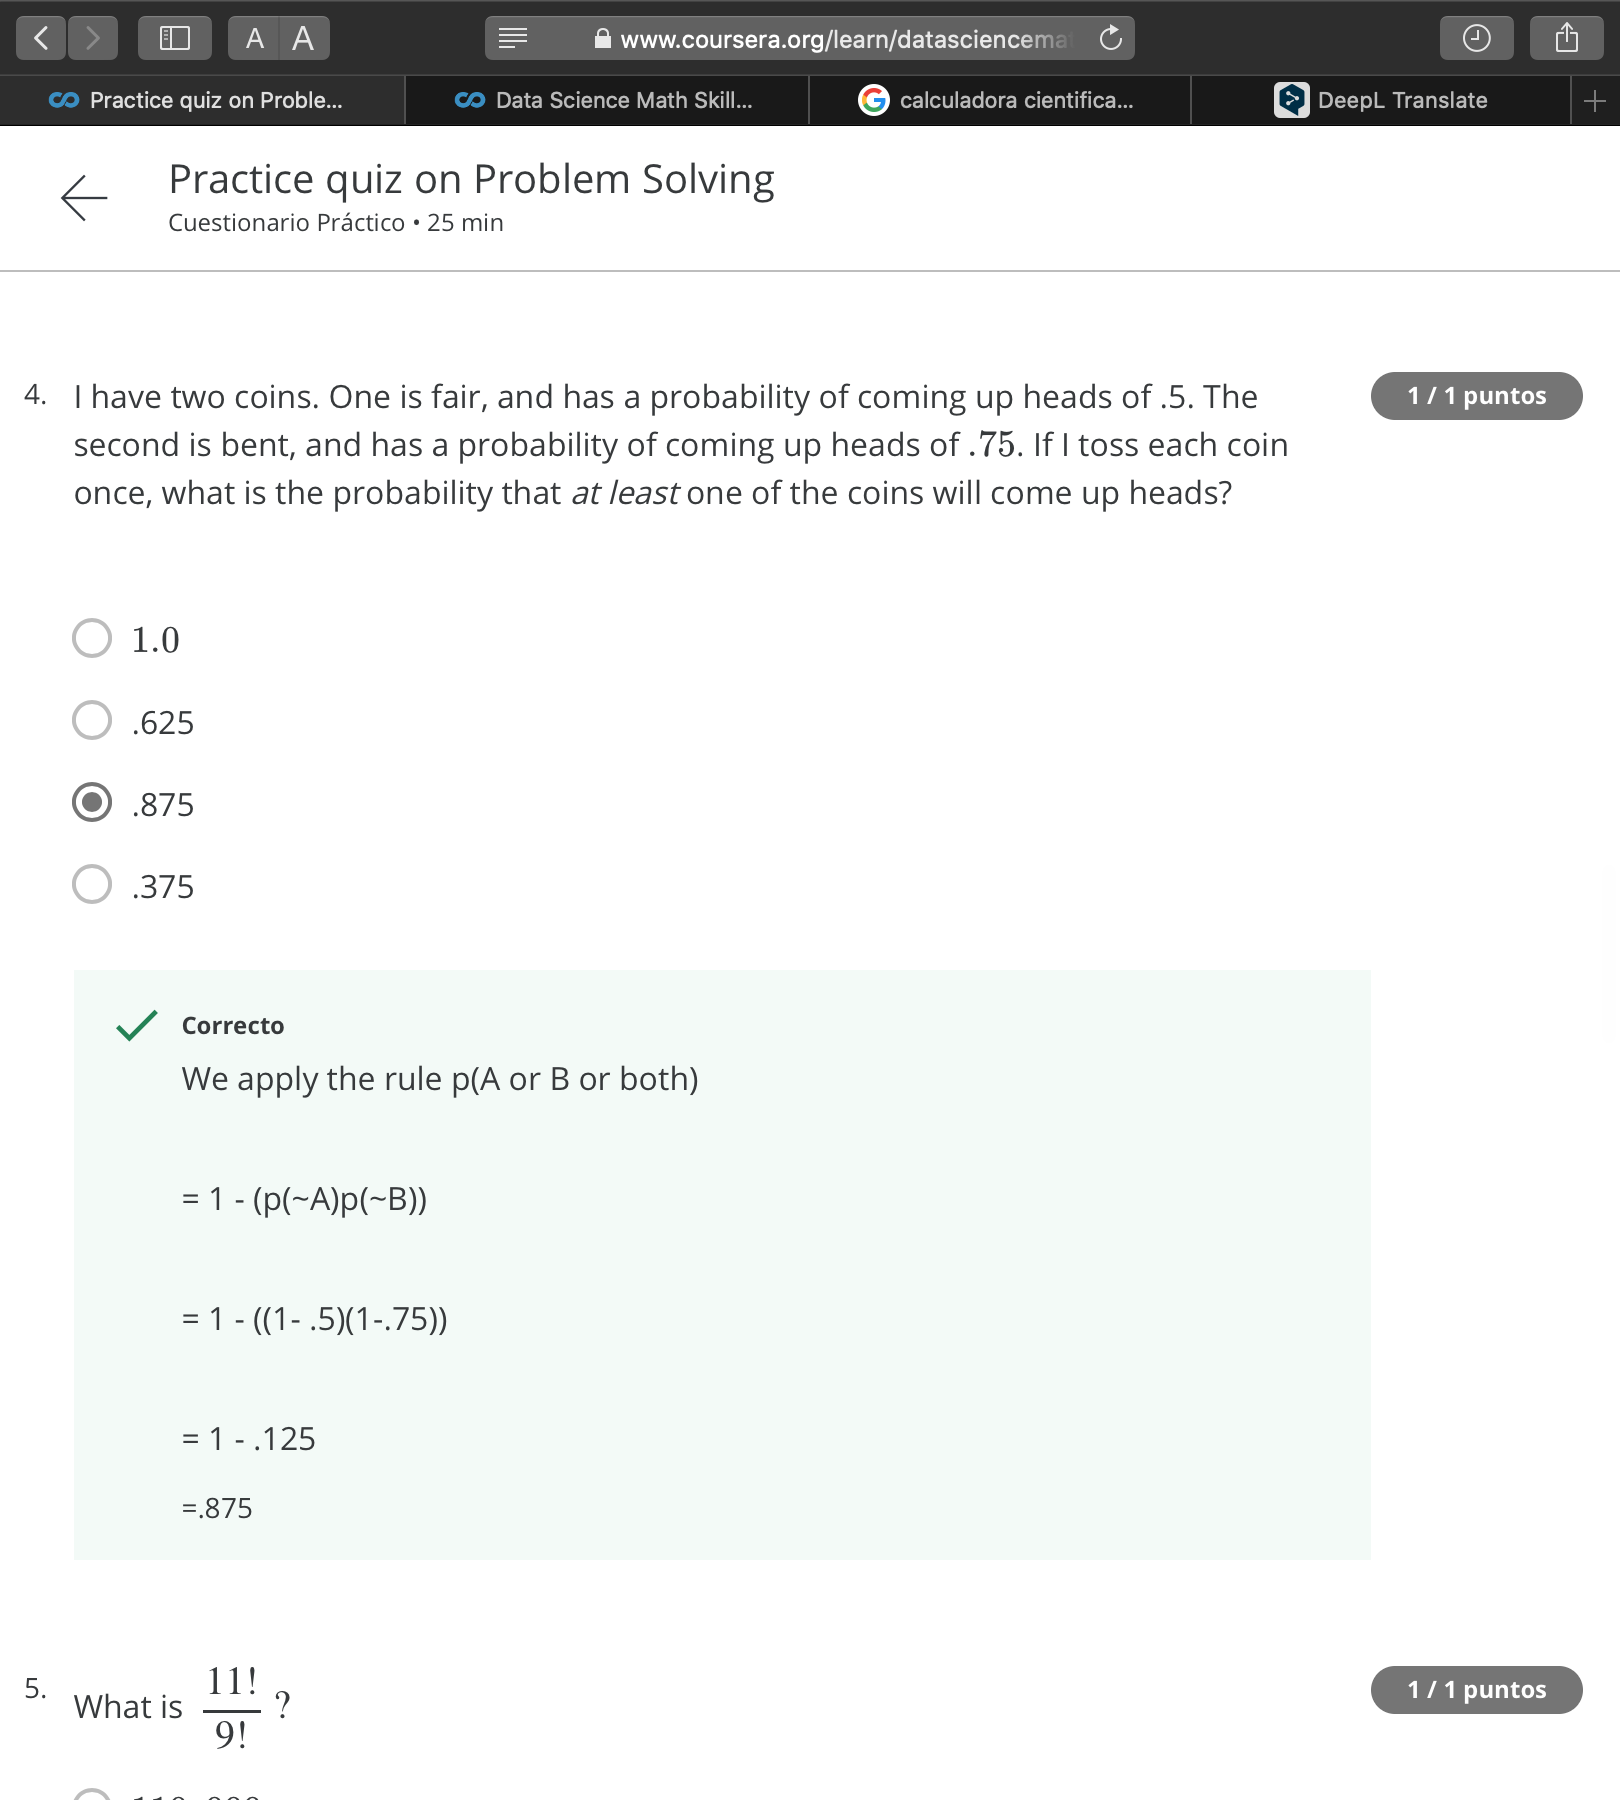 A A
www.coursera.org/learn/datasciencema
Practice quiz on Proble...
Data Science Math Skill...
calculadora cientifica...
DeepL Translate
Practice quiz on Problem Solving
Cuestionario Práctico • 25 min
4. I have two coins. One is fair, and has a probability of coming up heads of .5. The
1 / 1 puntos
second is bent, and has a probability of coming up heads of .75. If I toss each coin
once, what is the probability that at least one of the coins will come up heads?
1.0
.625
.875
.375
Correcto
We apply the rule p(A or B or both)
= 1 - (p(~A)p(~B))
= 1 - ((1- .5)(1-.75))
= 1 - .125
=.875
5. What is 11!/9! ?
1 / 1 puntos